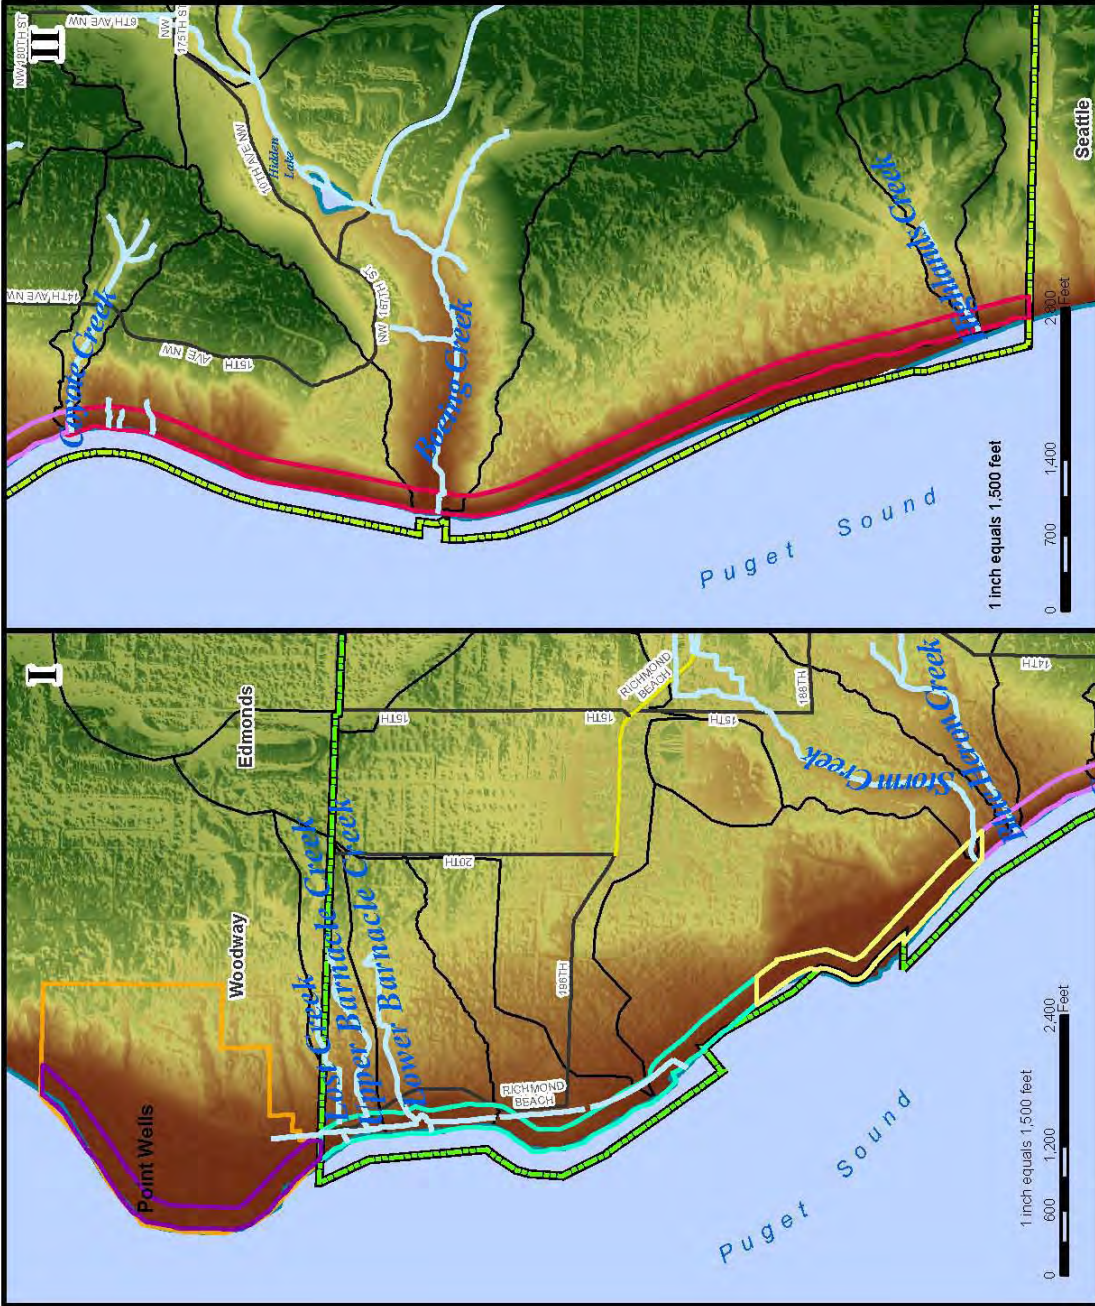 I
Edmonds
Woodway
Point Wells
Lost Creek
Upper Barnacle Creek
Lower Barnacle Creek
15TH
20TH
196TH
RICHMOND
BEACH
15TH
RICHMOND
BEACH
15TH
188TH
14TH
Storm Creek
Blue Heron Creek
Puget Sound
1 inch equals 1,500 feet
0 600 1,200 2,400
Feet
II
NW 180TH ST
6TH AVE NW
NW
175TH ST
10TH AVE NW
Hidden
Lake
14TH AVE NW
Coyote Creek
15TH
AVE NW
NW 167TH ST
Boeing Creek
Highlands Creek
Seattle
Puget Sound
1 inch equals 1,500 feet
0 700 1,400 2,800
Feet